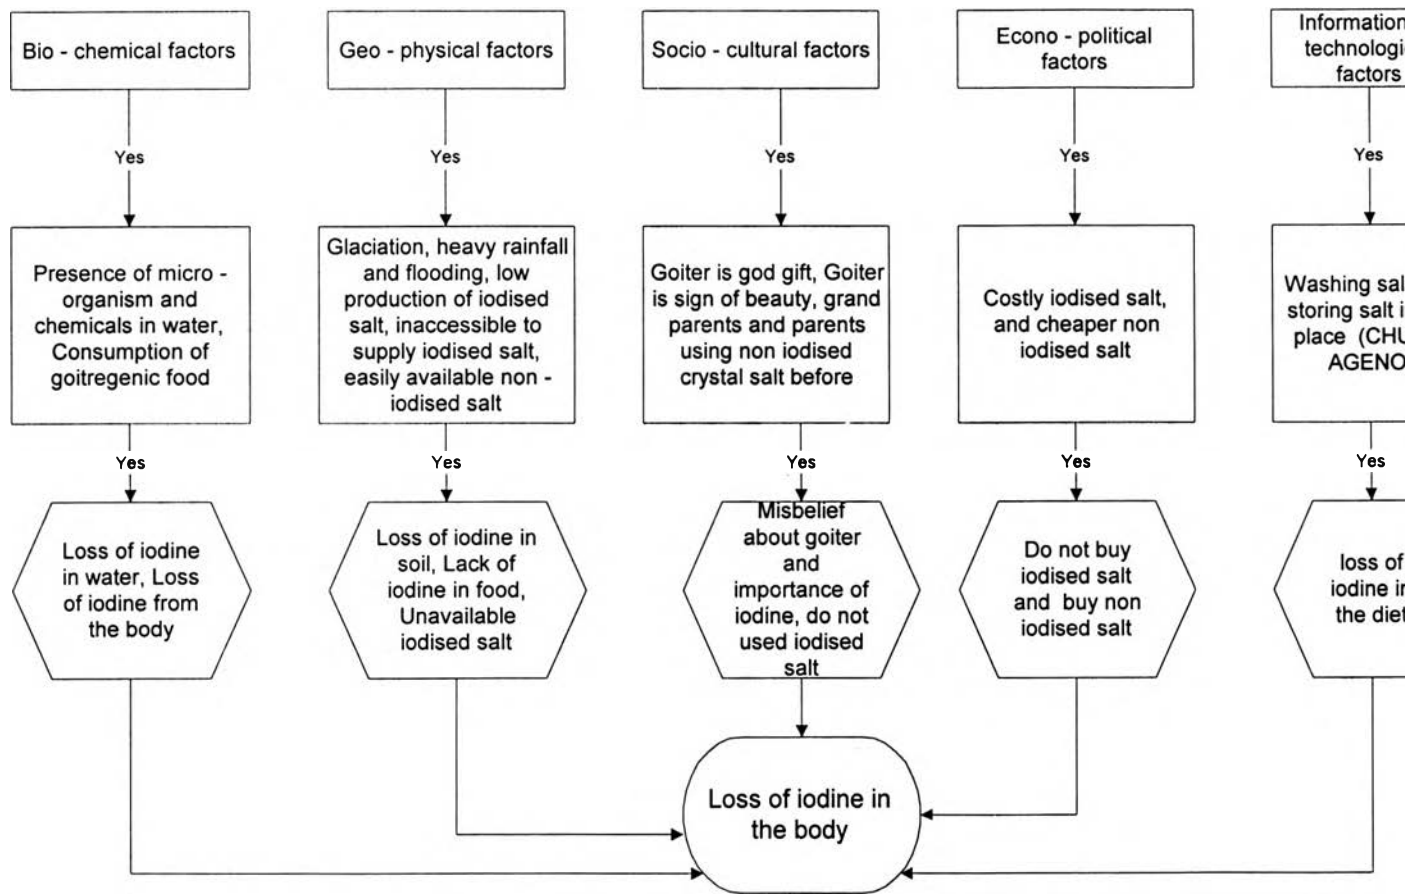 Bio - chemical factors
Geo - physical factors
Socio - cultural factors
Econo - political
factors
Information
technologi
factors
Yes
Yes
Yes
Yes
Yes
Presence of micro -
organism and
chemicals in water,
Consumption of
goitregenic food
Glaciation, heavy rainfall
and flooding, low
production of iodised
salt, inaccessible to
supply iodised salt,
easily available non -
iodised salt
Goiter is god gift, Goiter
is sign of beauty, grand
parents and parents
using non iodised
crystal salt before
Costly iodised salt,
and cheaper non
iodised salt
Washing sal
storing salt i
place (CHU
AGENO
Yes
Yes
Yes
Yes
Yes
Loss of iodine
in water, Loss
of iodine from
the body
Loss of iodine in
soil, Lack of
iodine in food,
Unavailable
iodised salt
Misbelief
about goiter
and
importance of
iodine, do not
used iodised
salt
Do not buy
iodised salt
and buy non
iodised salt
loss of
iodine in
the diet
Loss of iodine in
the body